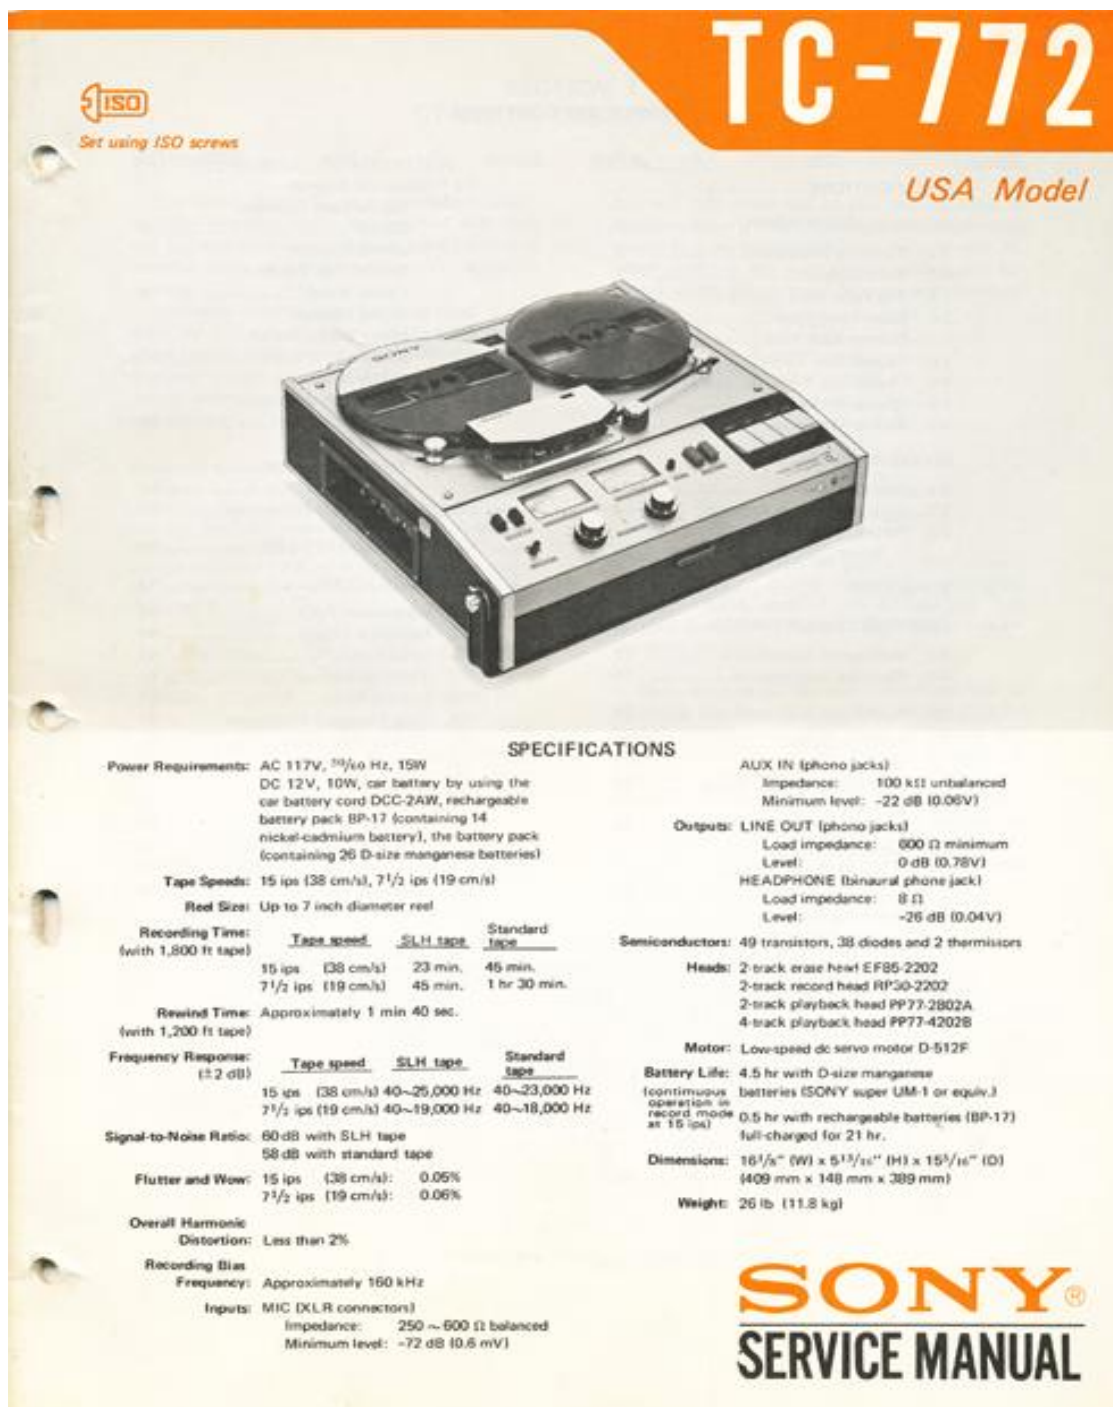 TC-772
ISO
Set using ISO screws
USA Model
SONY
SPECIFICATIONS
Power Requirements: AC 117V, 50/60 Hz, 15W
DC 12V, 10W, car battery by using the
car battery cord DCC-2AW, rechargeable
battery pack BP-17 (containing 14
nickel-cadmium battery), the battery pack
(containing 26 D-size manganese batteries)
Tape Speeds: 15 ips (38 cm/s), 7 1/2 ips (19 cm/s)
Reel Size: Up to 7 inch diameter reel
Recording Time:
(with 1,800 ft tape)
Tape speed SLH tape Standard tape
15 ips (38 cm/s) 23 min. 45 min.
7 1/2 ips (19 cm/s) 45 min. 1 hr 30 min.
Rewind Time: Approximately 1 min 40 sec.
(with 1,200 ft tape)
Frequency Response:
(±2 dB)
Tape speed SLH tape Standard tape
15 ips (38 cm/s) 40~25,000 Hz 40~23,000 Hz
7 1/2 ips (19 cm/s) 40~19,000 Hz 40~18,000 Hz
Signal-to-Noise Ratio: 60 dB with SLH tape
58 dB with standard tape
Flutter and Wow: 15 ips (38 cm/s): 0.05%
7 1/2 ips (19 cm/s): 0.06%
Overall Harmonic
Distortion: Less than 2%
Recording Bias
Frequency: Approximately 160 kHz
Inputs: MIC (XLR connectors)
Impedance: 250 ~ 600 Ω balanced
Minimum level: -72 dB (0.6 mV)
AUX IN (phono jacks)
Impedance: 100 kΩ unbalanced
Minimum level: -22 dB (0.06V)
Outputs: LINE OUT (phono jacks)
Load impedance: 600 Ω minimum
Level: 0 dB (0.78V)
HEADPHONE (binaural phone jack)
Load impedance: 8 Ω
Level: -26 dB (0.04V)
Semiconductors: 49 transistors, 38 diodes and 2 thermistors
Heads: 2-track erase head EF85-2202
2-track record head RP30-2202
2-track playback head PP77-2802A
4-track playback head PP77-4202B
Motor: Low-speed dc servo motor D-512F
Battery Life: 4.5 hr with D-size manganese
batteries (SONY super UM-1 or equiv.)
(continuous
operation in
record mode
at 15 ips)
0.5 hr with rechargeable batteries (BP-17)
full-charged for 21 hr.
Dimensions: 16 1/8" (W) x 5 13/16" (H) x 15 5/16" (D)
(409 mm x 148 mm x 389 mm)
Weight: 26 lb (11.8 kg)
SONY®
SERVICE MANUAL